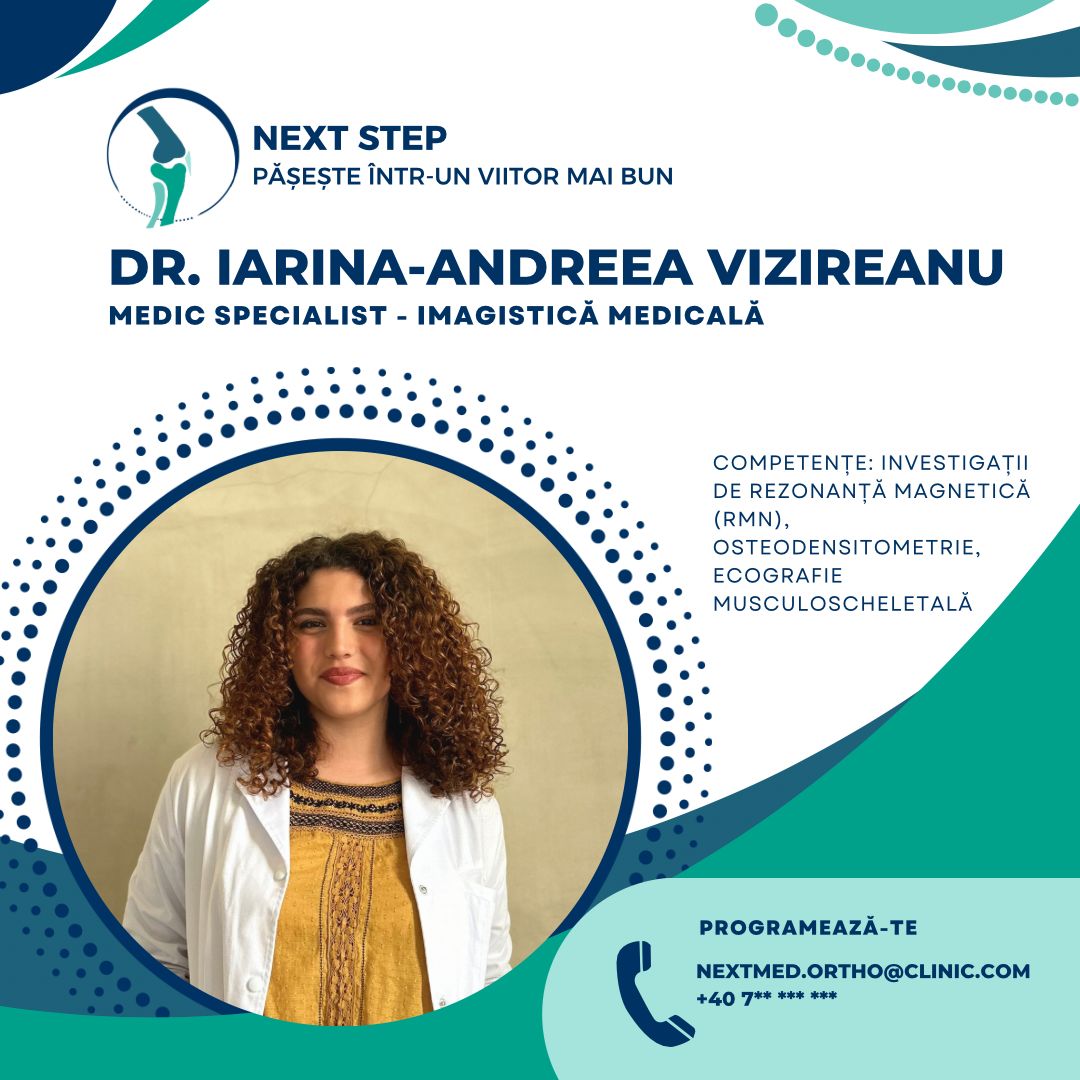 NEXT STEP
PĂȘEȘTE ÎNTR-UN VIITOR MAI BUN
DR. IARINA-ANDREEA VIZIREANU
MEDIC SPECIALIST - IMAGISTICĂ MEDICALĂ
COMPETENȚE: INVESTIGAȚII
DE REZONANȚĂ MAGNETICĂ
(RMN),
OSTEODENSITOMETRIE,
ECOGRAFIE
MUSCULOSCHELETALĂ
PROGRAMEAZĂ-TE
NEXTMED.ORTHO@CLINIC.COM
+40 7** *** ***